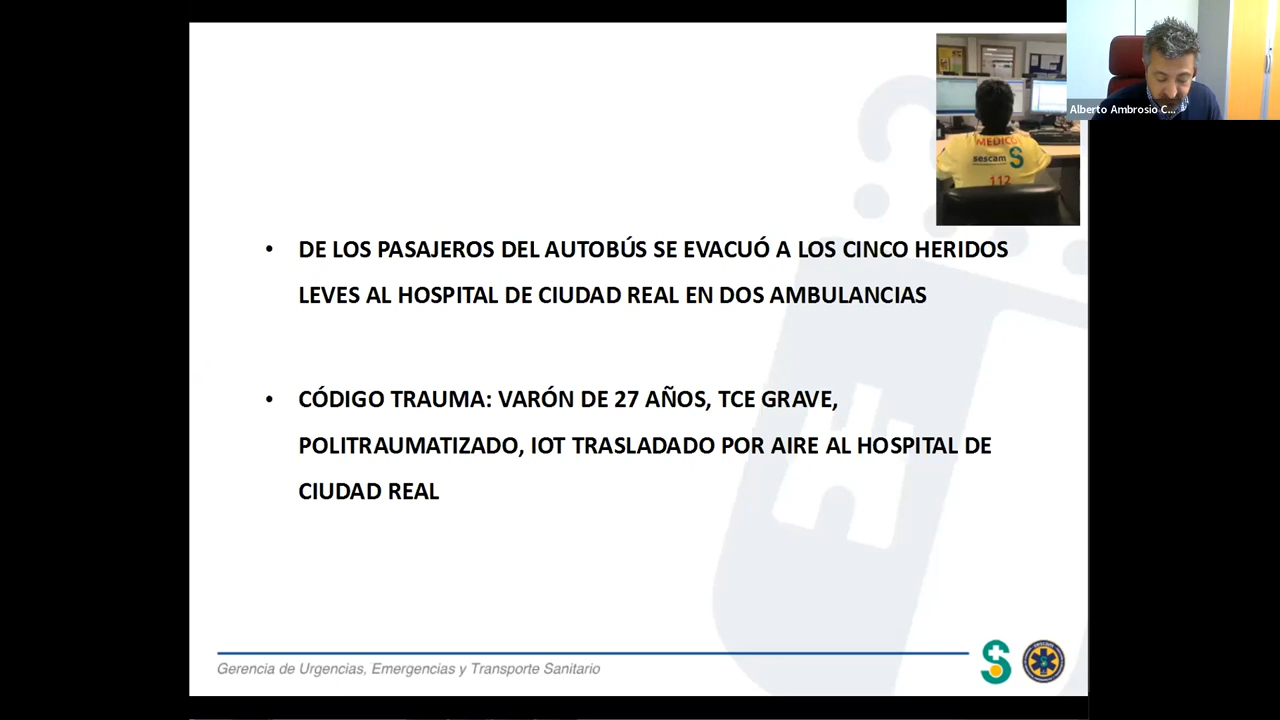 Alberto Ambrosio C...
MEDICO
sescam
112
• DE LOS PASAJEROS DEL AUTOBÚS SE EVACUÓ A LOS CINCO HERIDOS
LEVES AL HOSPITAL DE CIUDAD REAL EN DOS AMBULANCIAS
• CÓDIGO TRAUMA: VARÓN DE 27 AÑOS, TCE GRAVE,
POLITRAUMATIZADO, IOT TRASLADADO POR AIRE AL HOSPITAL DE
CIUDAD REAL
Gerencia de Urgencias, Emergencias y Transporte Sanitario